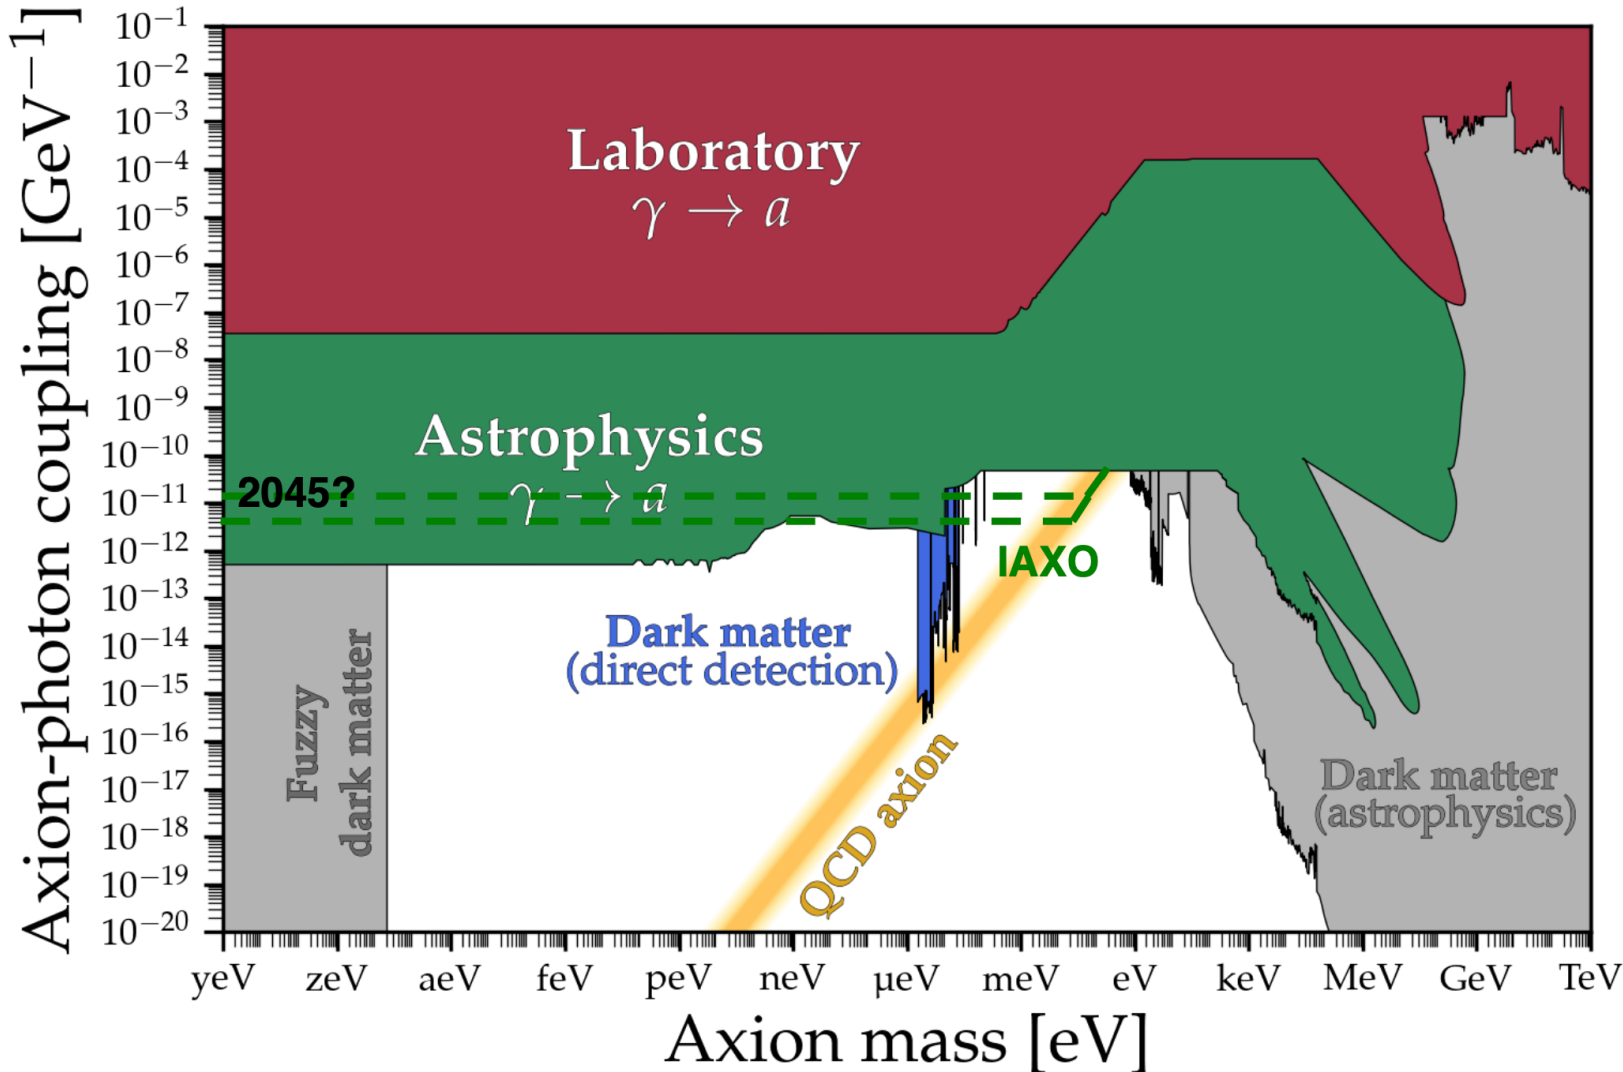 Axion-photon coupling [GeV⁻¹]
10⁻¹
10⁻²
10⁻³
10⁻⁴
10⁻⁵
10⁻⁶
10⁻⁷
10⁻⁸
10⁻⁹
10⁻¹⁰
10⁻¹¹
10⁻¹²
10⁻¹³
10⁻¹⁴
10⁻¹⁵
10⁻¹⁶
10⁻¹⁷
10⁻¹⁸
10⁻¹⁹
10⁻²⁰
Laboratory
γ → a
Astrophysics
γ → a
2045?
IAXO
Dark matter
(direct detection)
Fuzzy
dark matter
QCD axion
Dark matter
(astrophysics)
yeV zeV aeV feV peV neV μeV meV eV keV MeV GeV TeV
Axion mass [eV]